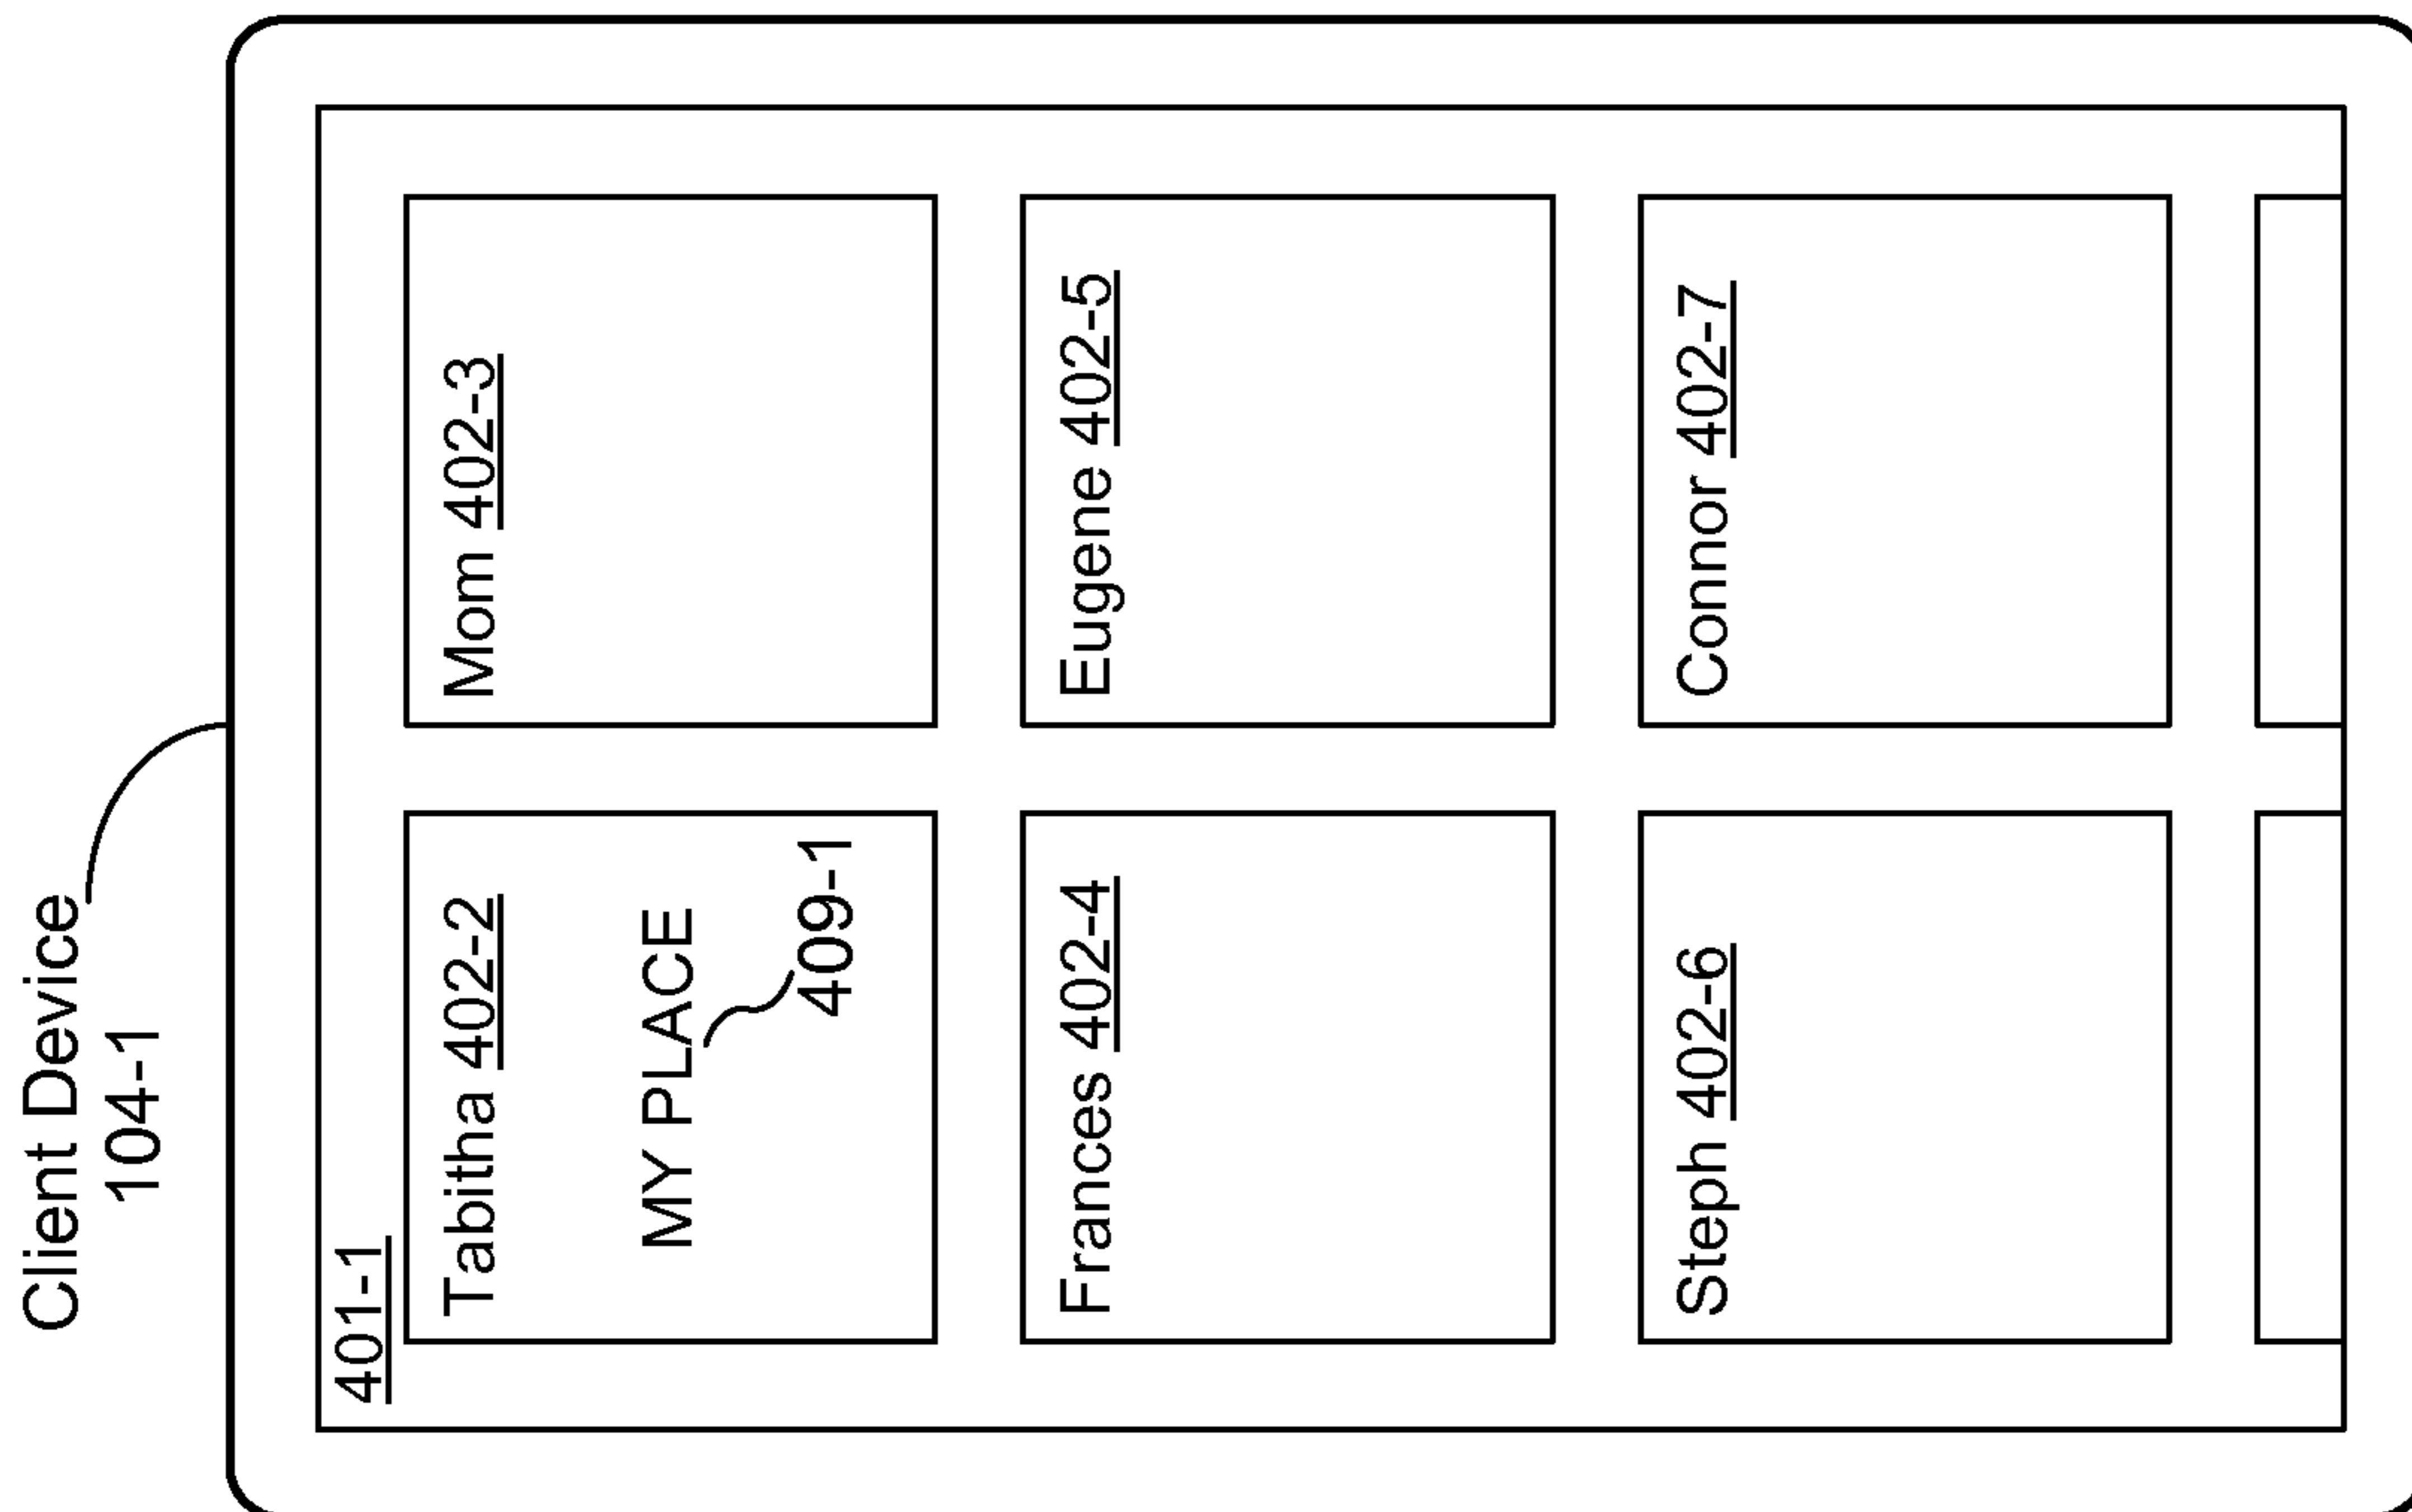 Client Device
104-1
401-1
Tabitha 402-2
MY PLACE
409-1
Mom 402-3
Frances 402-4
Eugene 402-5
Steph 402-6
Connor 402-7